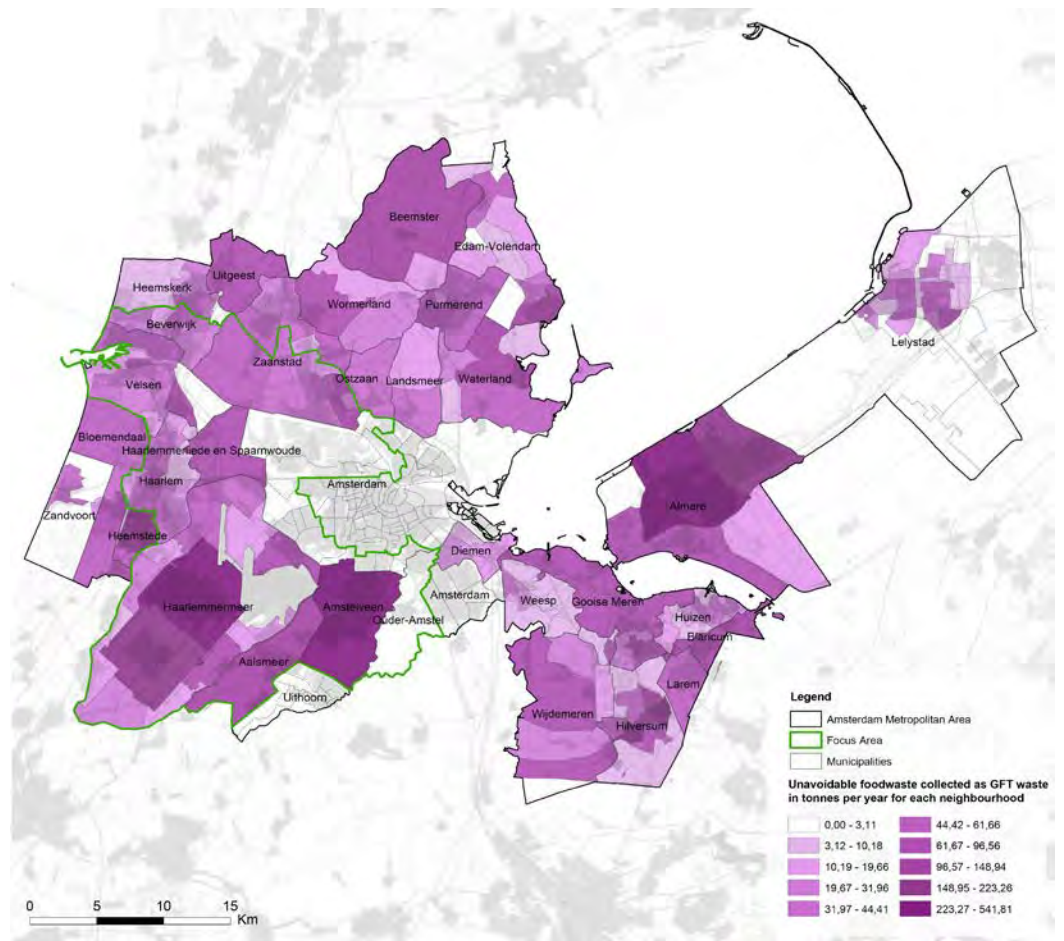 Beemster
Edam-Volendam
Uitgeest
Heemskerk
Wormerland
Purmerend
Beverwijk
Lelystad
Zaanstad
Ostzaan
Landsmeer
Waterland
Velsen
Bloemendaal
Haarlemmerliede en Spaarnwoude
Haarlem
Amsterdam
Almere
Zandvoort
Heemstede
Diemen
Amsterdam
Weesp
Gooise Meren
Haarlemmermeer
Amstelveen
Ouder-Amstel
Huizen
Blaricum
Aalsmeer
Larem
Uithoorn
Wijdemeren
Hilversum
Legend
Amsterdam Metropolitan Area
Focus Area
Municipalities
Unavoidable foodwaste collected as GFT waste
in tonnes per year for each neighbourhood
0,00 - 3,11
3,12 - 10,18
10,19 - 19,66
19,67 - 31,96
31,97 - 44,41
44,42 - 61,66
61,67 - 96,56
96,57 - 148,94
148,95 - 223,26
223,27 - 541,81
0 5 10 15
Km